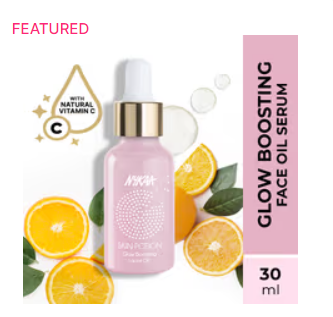 FEATURED
WITH
NATURAL
VITAMIN C
C
NYKAA
SKIN POTION
GLOW BOOSTING
FACE OIL SERUM
30
ml